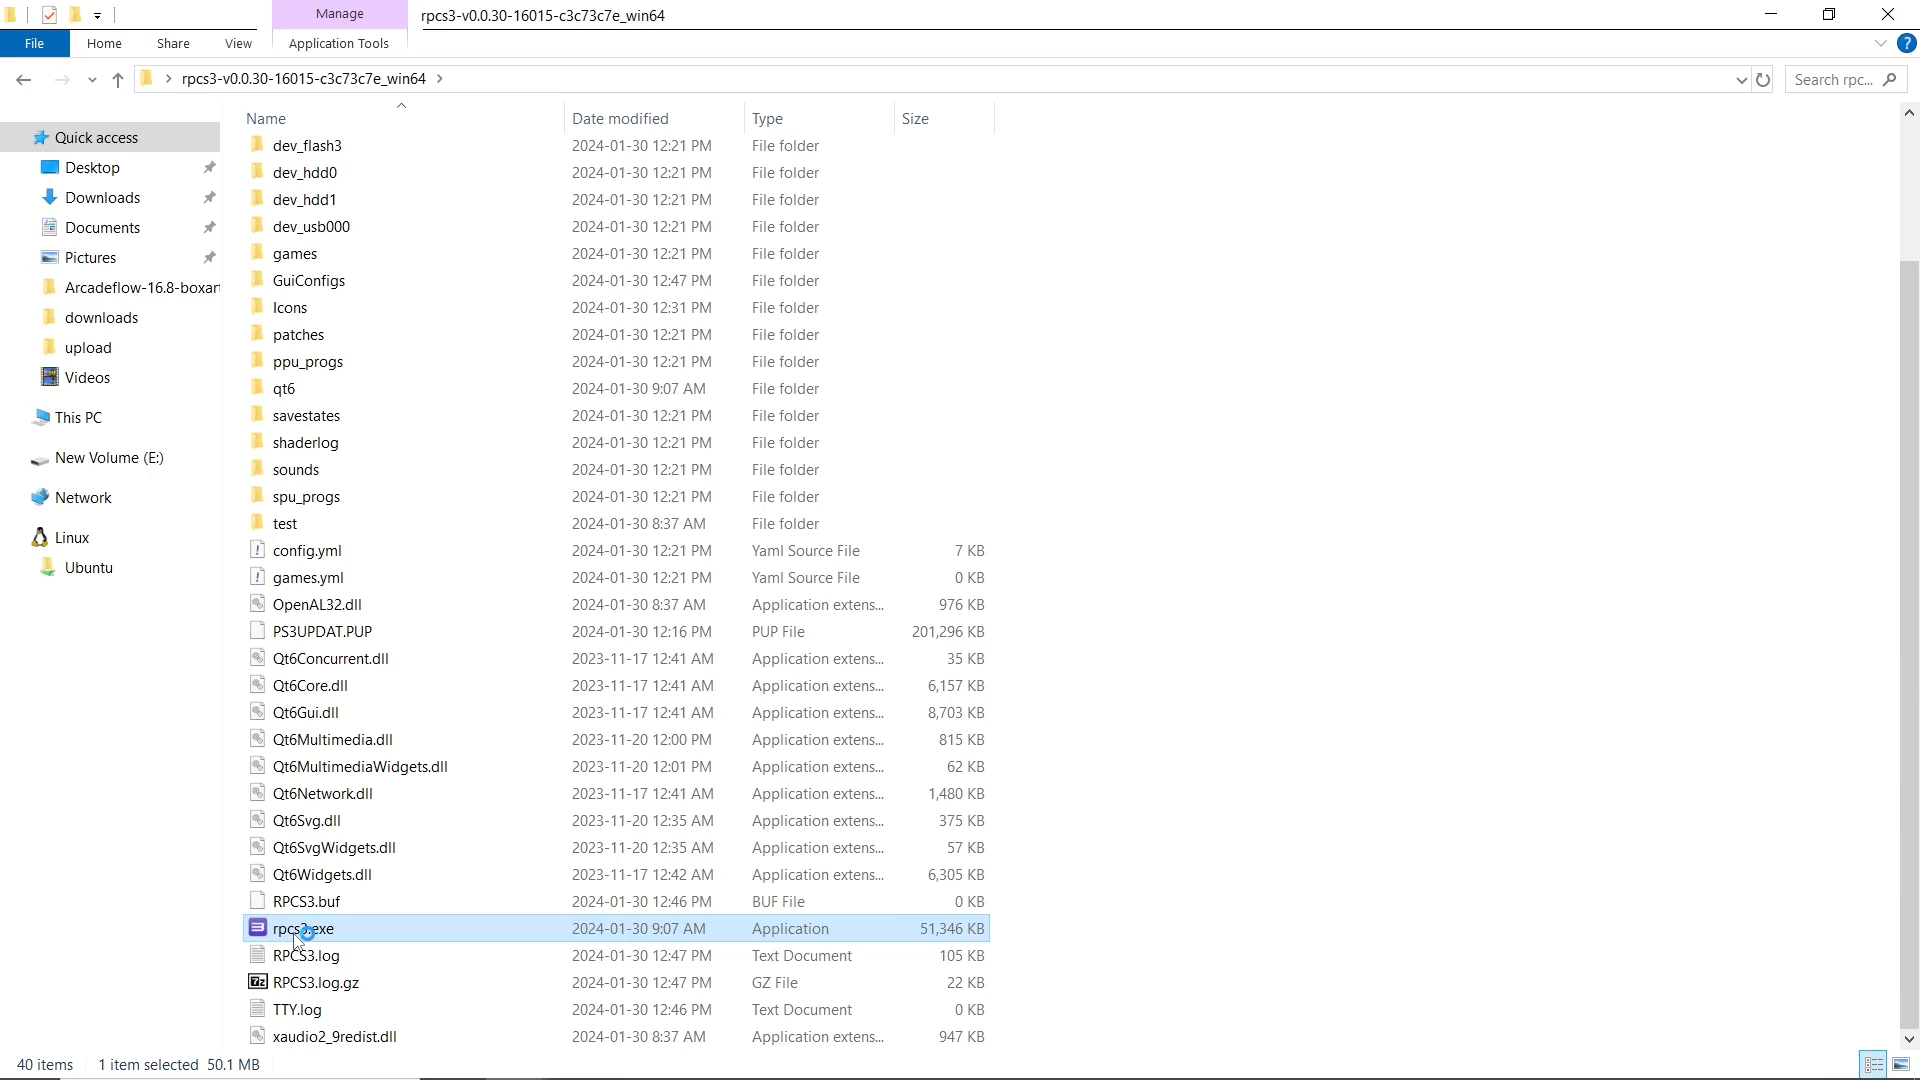 Manage
rpcs3-v0.0.30-16015-c3c73c7e_win64
File
Home
Share
View
Application Tools
rpcs3-v0.0.30-16015-c3c73c7e_win64
Search rpc...
Name
Date modified
Type
Size
Quick access
Desktop
Downloads
Documents
Pictures
Arcadeflow-16.8-boxart
downloads
upload
Videos
This PC
New Volume (E:)
Network
Linux
Ubuntu
dev_flash3 2024-01-30 12:21 PM File folder
dev_hdd0 2024-01-30 12:21 PM File folder
dev_hdd1 2024-01-30 12:21 PM File folder
dev_usb000 2024-01-30 12:21 PM File folder
games 2024-01-30 12:21 PM File folder
GuiConfigs 2024-01-30 12:47 PM File folder
Icons 2024-01-30 12:31 PM File folder
patches 2024-01-30 12:21 PM File folder
ppu_progs 2024-01-30 12:21 PM File folder
qt6 2024-01-30 9:07 AM File folder
savestates 2024-01-30 12:21 PM File folder
shaderlog 2024-01-30 12:21 PM File folder
sounds 2024-01-30 12:21 PM File folder
spu_progs 2024-01-30 12:21 PM File folder
test 2024-01-30 8:37 AM File folder
config.yml 2024-01-30 12:21 PM Yaml Source File 7 KB
games.yml 2024-01-30 12:21 PM Yaml Source File 0 KB
OpenAL32.dll 2024-01-30 8:37 AM Application extens... 976 KB
PS3UPDAT.PUP 2024-01-30 12:16 PM PUP File 201,296 KB
Qt6Concurrent.dll 2023-11-17 12:41 AM Application extens... 35 KB
Qt6Core.dll 2023-11-17 12:41 AM Application extens... 6,157 KB
Qt6Gui.dll 2023-11-17 12:41 AM Application extens... 8,703 KB
Qt6Multimedia.dll 2023-11-20 12:00 PM Application extens... 815 KB
Qt6MultimediaWidgets.dll 2023-11-20 12:01 PM Application extens... 62 KB
Qt6Network.dll 2023-11-17 12:41 AM Application extens... 1,480 KB
Qt6Svg.dll 2023-11-20 12:35 AM Application extens... 375 KB
Qt6SvgWidgets.dll 2023-11-20 12:35 AM Application extens... 57 KB
Qt6Widgets.dll 2023-11-17 12:42 AM Application extens... 6,305 KB
RPCS3.buf 2024-01-30 12:46 PM BUF File 0 KB
rpcs3.exe 2024-01-30 9:07 AM Application 51,346 KB
RPCS3.log 2024-01-30 12:47 PM Text Document 105 KB
RPCS3.log.gz 2024-01-30 12:47 PM GZ File 22 KB
TTY.log 2024-01-30 12:46 PM Text Document 0 KB
xaudio2_9redist.dll 2024-01-30 8:37 AM Application extens... 947 KB
40 items 1 item selected 50.1 MB